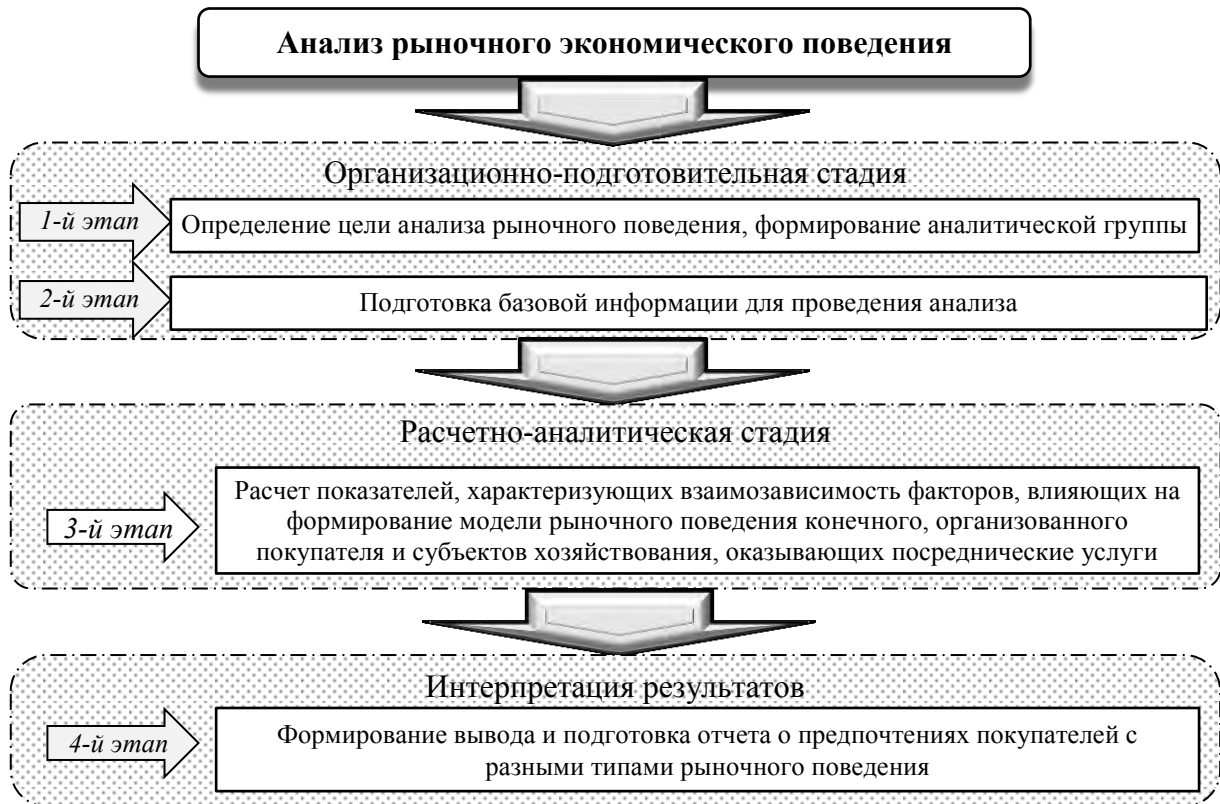 Анализ рыночного экономического поведения
Организационно-подготовительная стадия
1-й этап
Определение цели анализа рыночного поведения, формирование аналитической группы
2-й этап
Подготовка базовой информации для проведения анализа
Расчетно-аналитическая стадия
3-й этап
Расчет показателей, характеризующих взаимозависимость факторов, влияющих на
формирование модели рыночного поведения конечного, организованного
покупателя и субъектов хозяйствования, оказывающих посреднические услуги
Интерпретация результатов
4-й этап
Формирование вывода и подготовка отчета о предпочтениях покупателей с
разными типами рыночного поведения